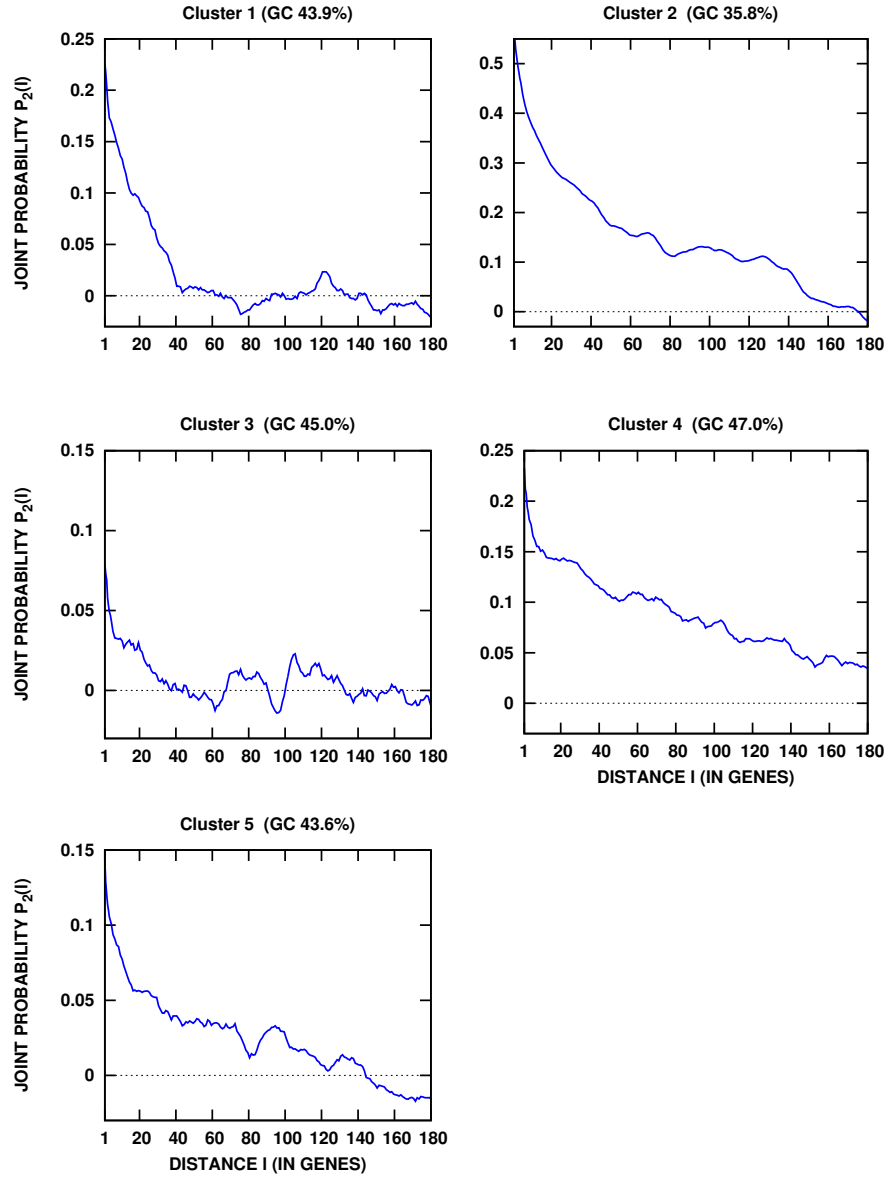 Cluster 1 (GC 43.9%)
JOINT PROBABILITY P2(l)
0.25
0.2
0.15
0.1
0.05
0
1 20 40 60 80 100 120 140 160 180
Cluster 2 (GC 35.8%)
0.5
0.4
0.3
0.2
0.1
0
1 20 40 60 80 100 120 140 160 180
Cluster 3 (GC 45.0%)
JOINT PROBABILITY P2(l)
0.15
0.1
0.05
0
1 20 40 60 80 100 120 140 160 180
Cluster 4 (GC 47.0%)
0.25
0.2
0.15
0.1
0.05
0
1 20 40 60 80 100 120 140 160 180
DISTANCE l (IN GENES)
Cluster 5 (GC 43.6%)
JOINT PROBABILITY P2(l)
0.15
0.1
0.05
0
1 20 40 60 80 100 120 140 160 180
DISTANCE l (IN GENES)